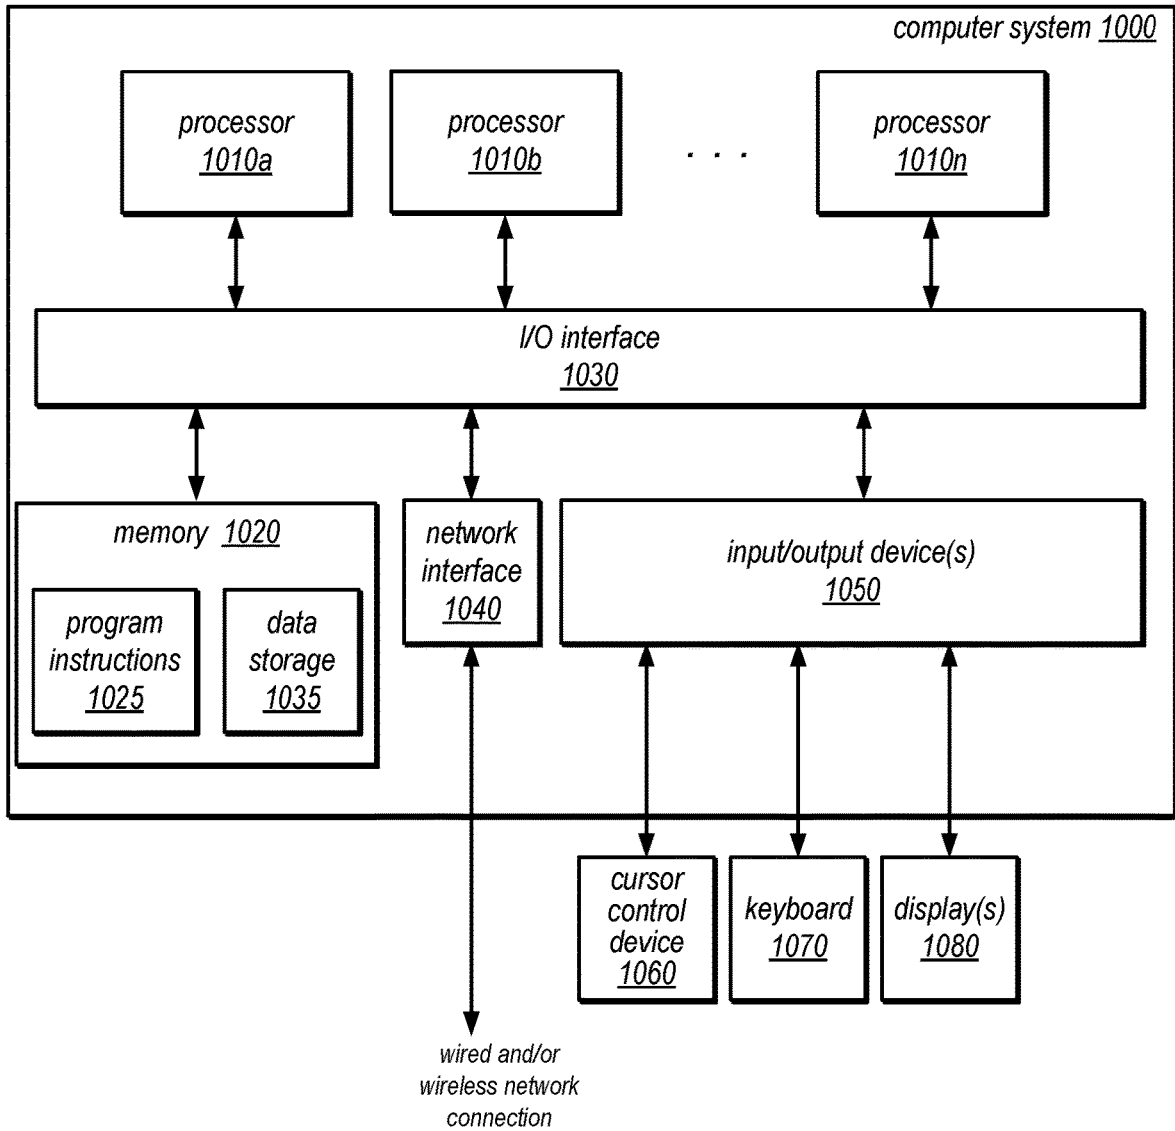 computer system 1000
processor
1010a
processor
1010b
. . .
processor
1010n
I/O interface
1030
memory 1020
program
instructions
1025
data
storage
1035
network
interface
1040
input/output device(s)
1050
cursor
control
device
1060
keyboard
1070
display(s)
1080
wired and/or
wireless network
connection